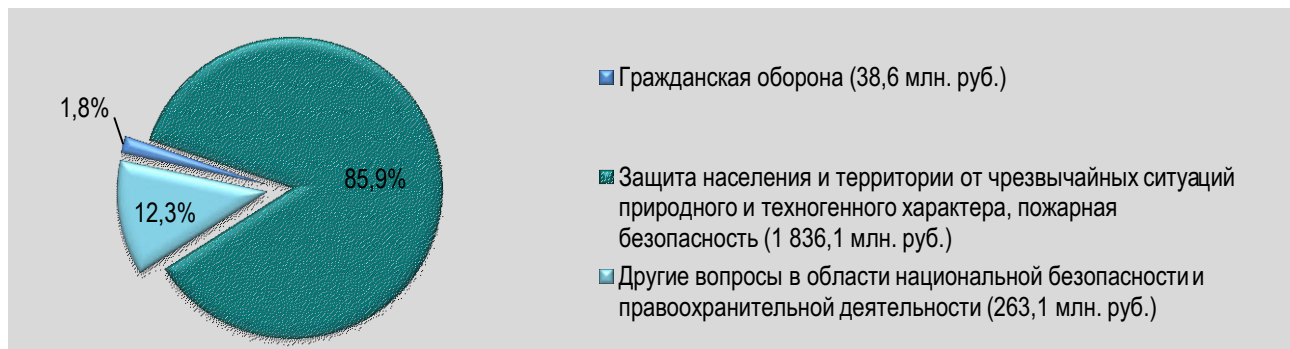 1,8%
85,9%
12,3%
Гражданская оборона (38,6 млн. руб.)
Защита населения и территории от чрезвычайных ситуаций
природного и техногенного характера, пожарная
безопасность (1 836,1 млн. руб.)
Другие вопросы в области национальной безопасности и
правоохранительной деятельности (263,1 млн. руб.)